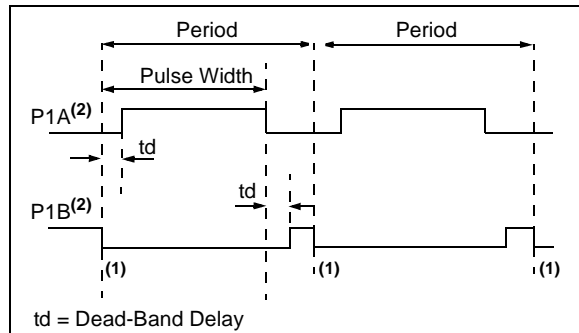 Period Period
Pulse Width
P1A(2)
td
td
P1B(2)
(1) (1) (1)
td = Dead-Band Delay